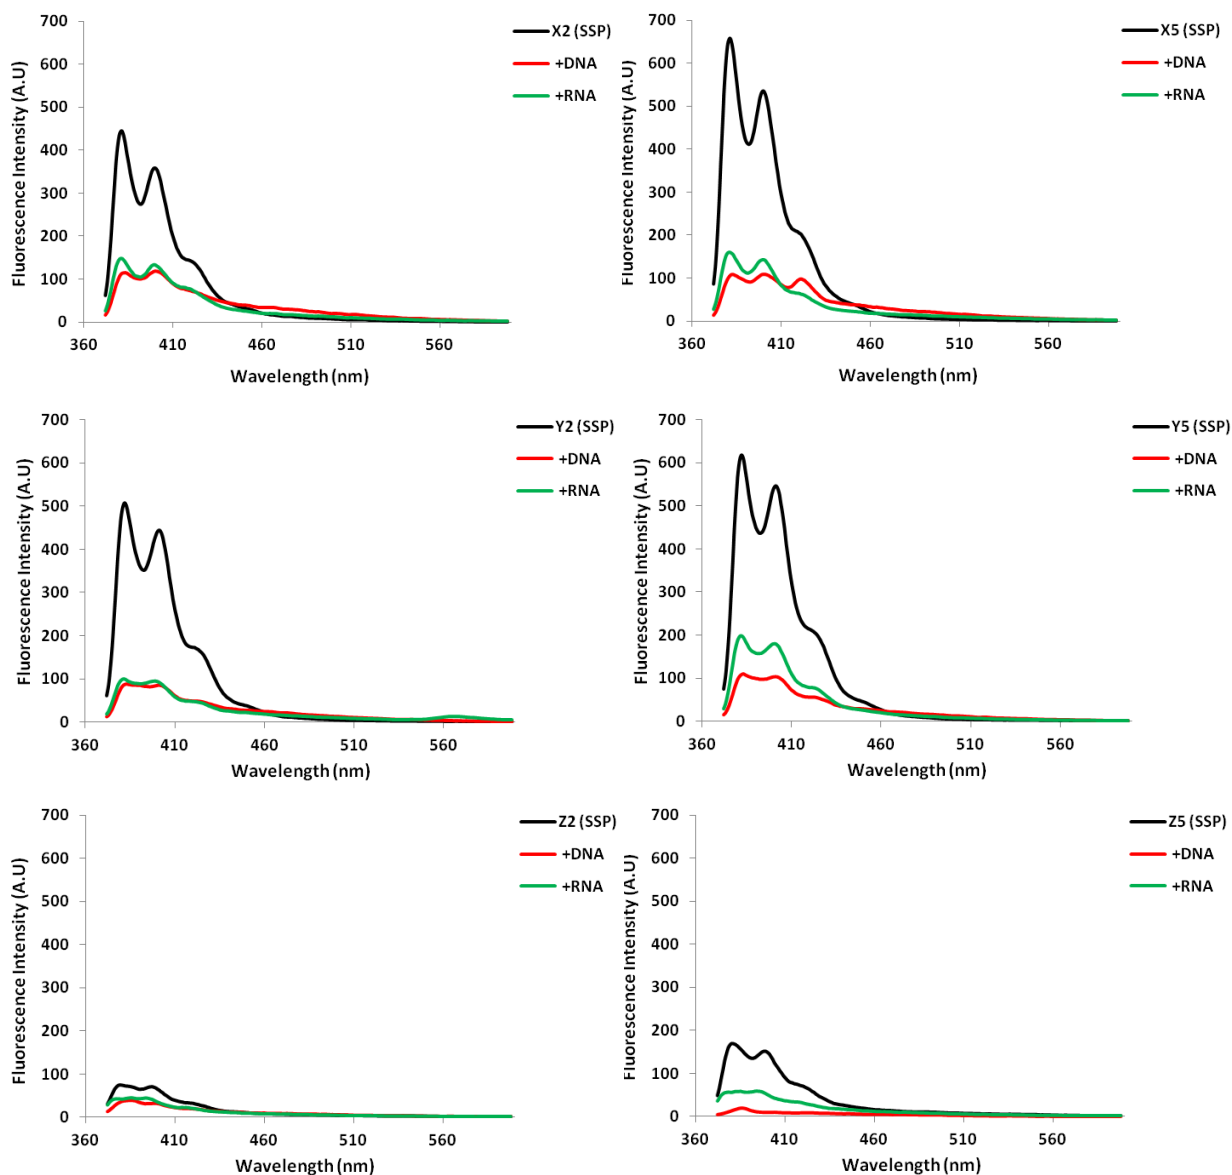 Fluorescence Intensity (A.U)
700
600
500
400
300
200
100
0
360
410
460
510
560
Wavelength (nm)
X2 (SSP)
+DNA
+RNA
Fluorescence Intensity (A.U)
700
600
500
400
300
200
100
0
360
410
460
510
560
Wavelength (nm)
X5 (SSP)
+DNA
+RNA
Fluorescence Intensity (A.U)
700
600
500
400
300
200
100
0
360
410
460
510
560
Wavelength (nm)
Y2 (SSP)
+DNA
+RNA
Fluorescence Intensity (A.U)
700
600
500
400
300
200
100
0
360
410
460
510
560
Wavelength (nm)
Y5 (SSP)
+DNA
+RNA
Fluorescence Intensity (A.U)
700
600
500
400
300
200
100
0
360
410
460
510
560
Wavelength (nm)
Z2 (SSP)
+DNA
+RNA
Fluorescence Intensity (A.U)
700
600
500
400
300
200
100
0
360
410
460
510
560
Wavelength (nm)
Z5 (SSP)
+DNA
+RNA